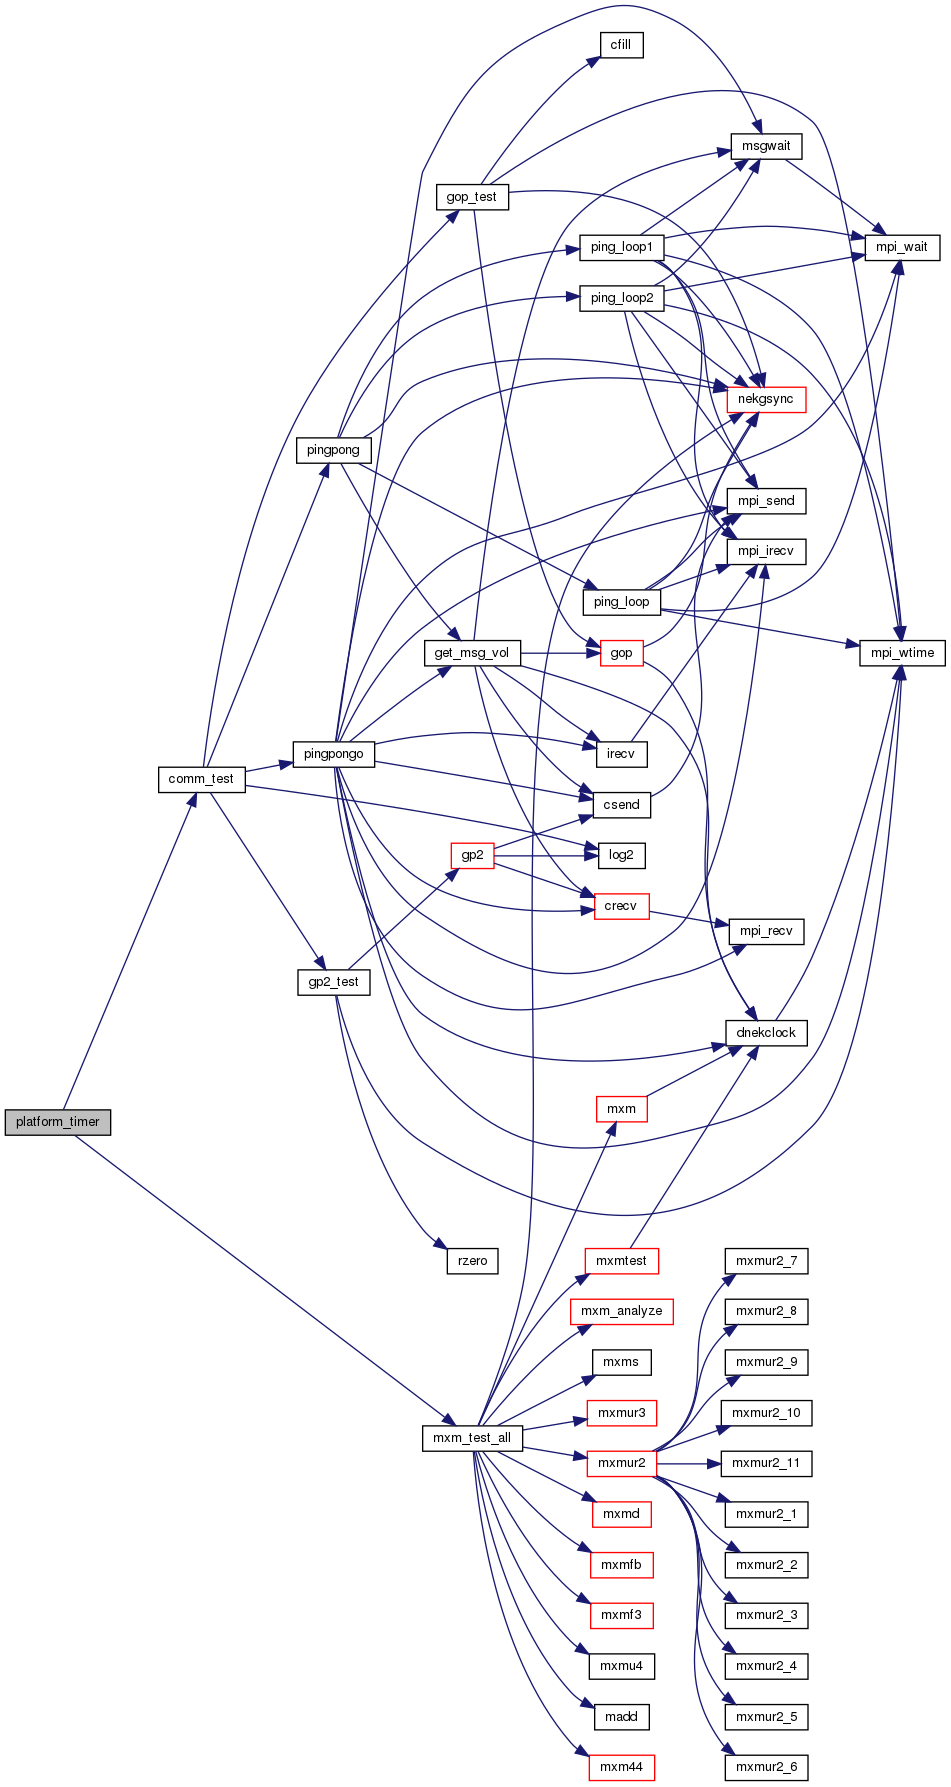 cfill
msgwait
gop_test
ping_loop1
mpi_wait
ping_loop2
nekgsync
pingpong
mpi_send
mpi_irecv
ping_loop
get_msg_vol
gop
mpi_wtime
pingpongo
irecv
comm_test
csend
gp2
log2
crecv
mpi_recv
gp2_test
dnekclock
mxm
platform_timer
rzero
mxmtest
mxmur2_7
mxm_analyze
mxmur2_8
mxms
mxmur2_9
mxmur3
mxmur2_10
mxm_test_all
mxmur2
mxmur2_11
mxmd
mxmur2_1
mxmfb
mxmur2_2
mxmf3
mxmur2_3
mxmu4
mxmur2_4
madd
mxmur2_5
mxm44
mxmur2_6